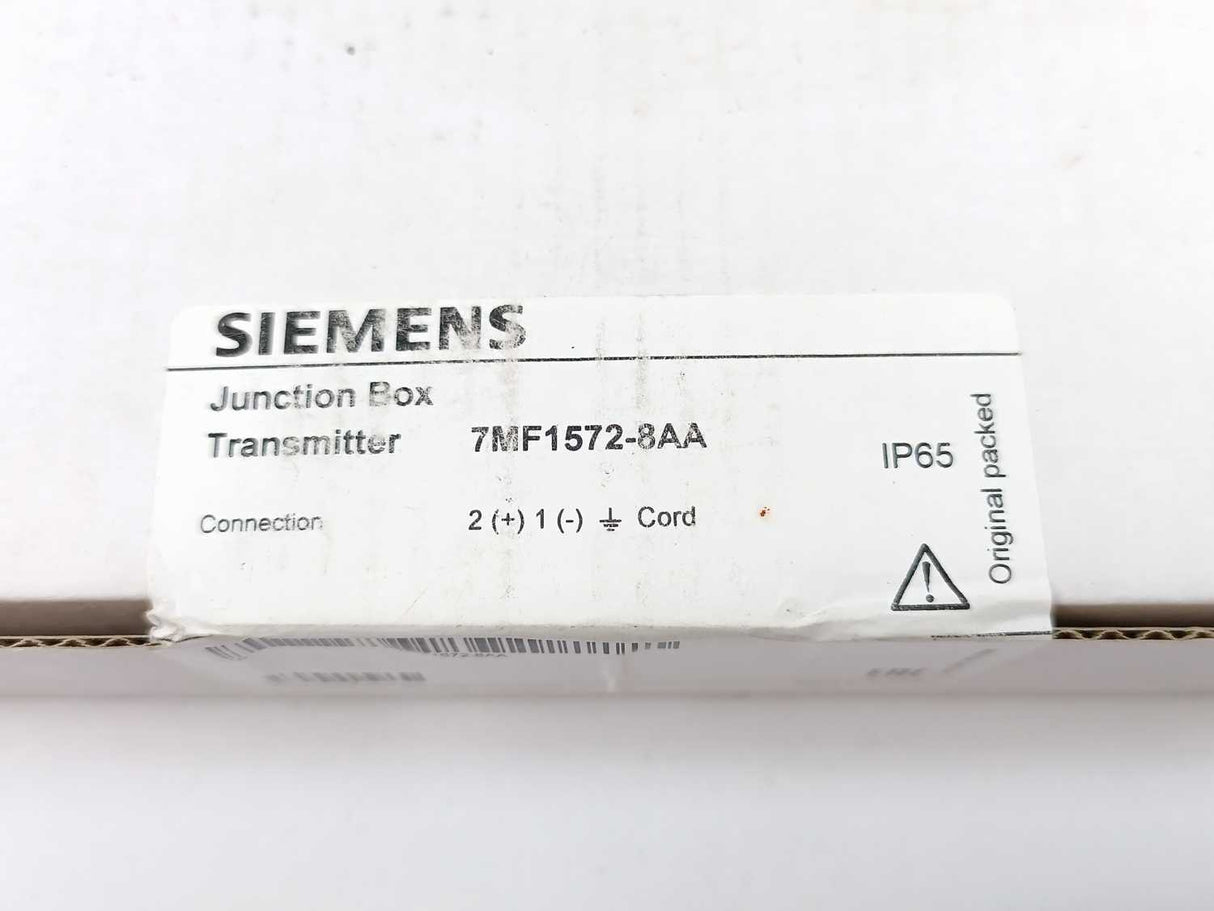 SIEMENS
Junction Box
Transmitter 7MF1572-8AA
IP65
Connection 2 (+) 1 (-) ⏚ Cord
Original packed